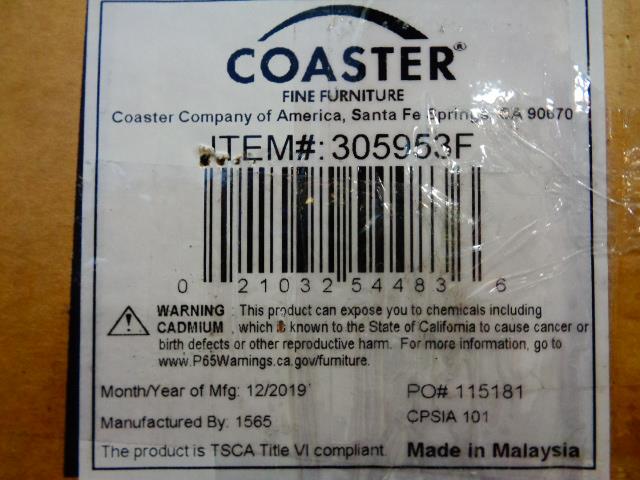 COASTER®
FINE FURNITURE
Coaster Company of America, Santa Fe Springs, CA 90670
ITEM#: 305953F
0 21032 54483 6
WARNING : This product can expose you to chemicals including
CADMIUM , which is known to the State of California to cause cancer or
birth defects or other reproductive harm. For more information, go to
www.P65Warnings.ca.gov/furniture.
Month/Year of Mfg: 12/2019
PO# 115181
Manufactured By: 1565
CPSIA 101
The product is TSCA Title VI compliant.
Made in Malaysia